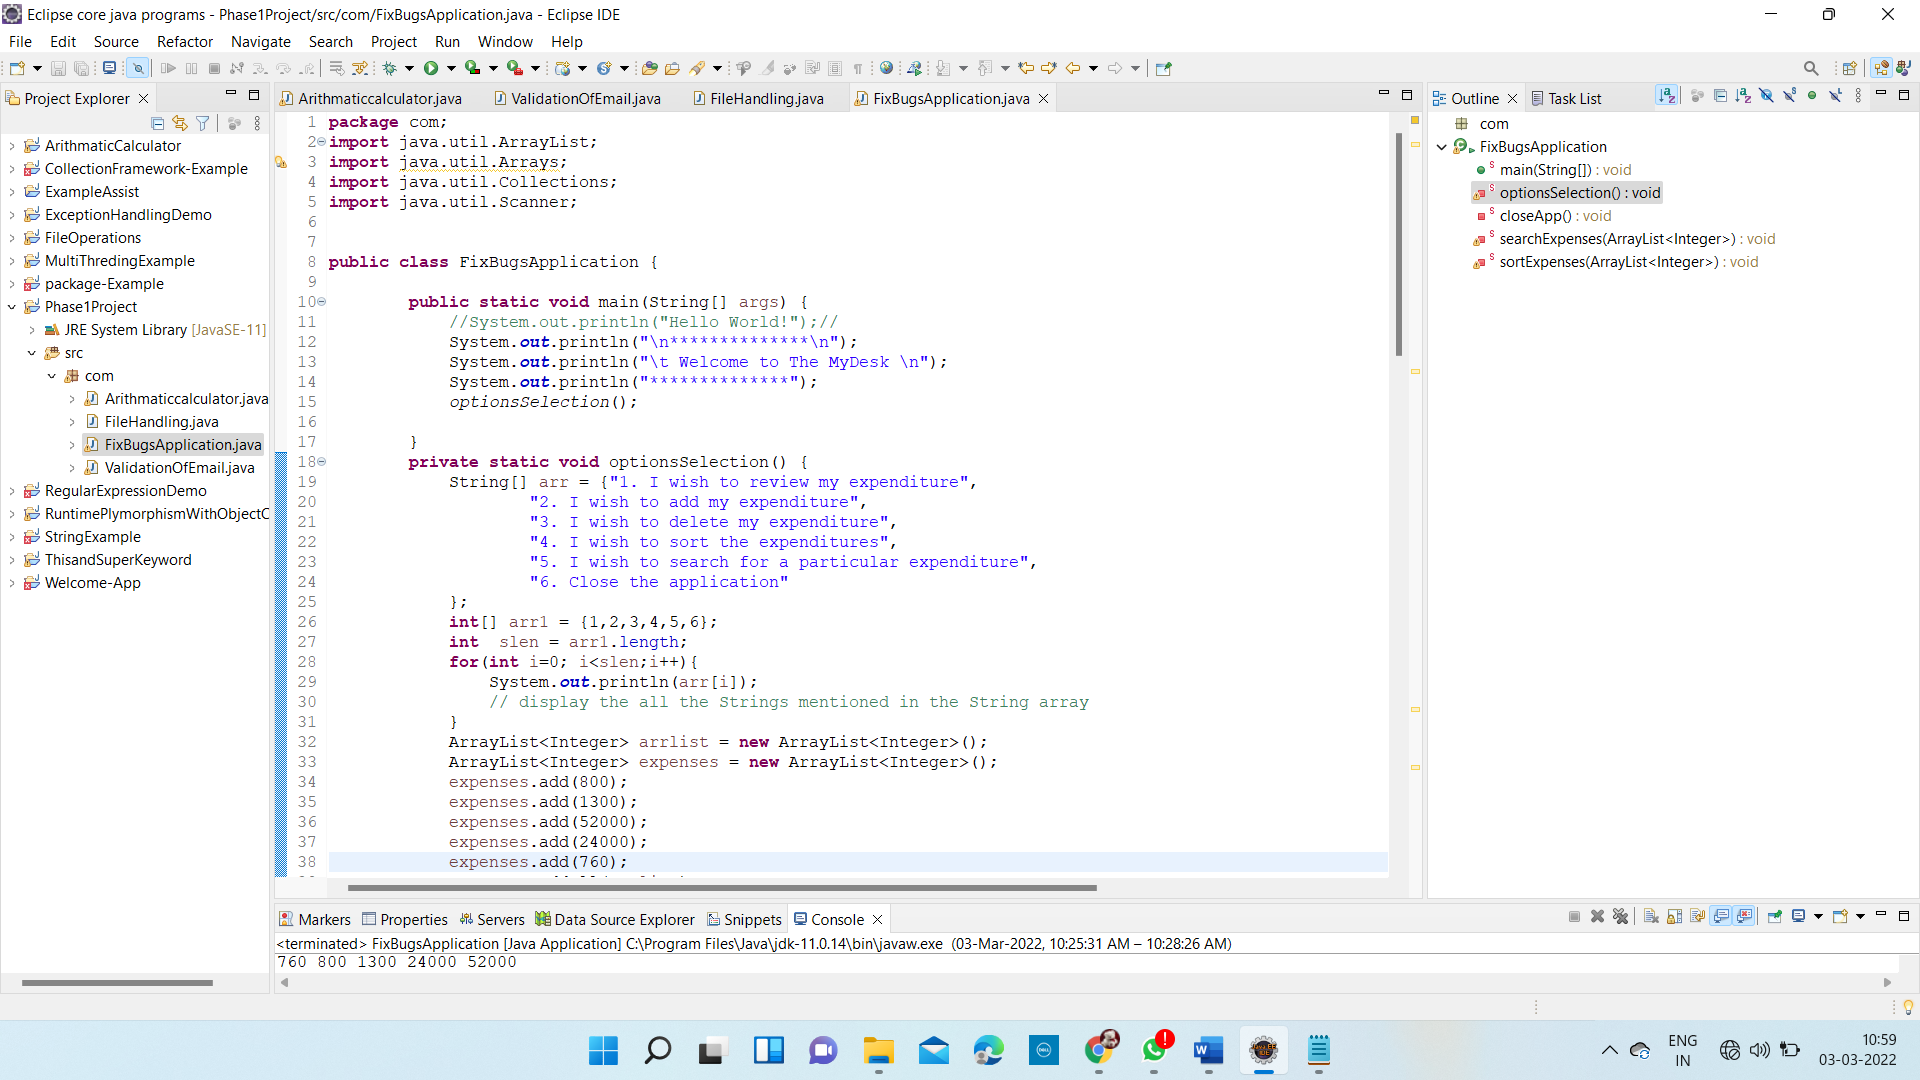 Eclipse core java programs - Phase1Project/src/com/FixBugsApplication.java - Eclipse IDE
File Edit Source Refactor Navigate Search Project Run Window Help
Project Explorer
ArithmaticCalculator
CollectionFramework-Example
ExampleAssist
ExceptionHandlingDemo
FileOperations
MultiThredingExample
package-Example
Phase1Project
JRE System Library [JavaSE-11]
src
com
Arithmaticcalculator.java
FileHandling.java
FixBugsApplication.java
ValidationOfEmail.java
RegularExpressionDemo
RuntimePlymorphismWithObjectC
StringExample
ThisandSuperKeyword
Welcome-App
Arithmaticcalculator.java ValidationOfEmail.java FileHandling.java FixBugsApplication.java
1 package com;
2 import java.util.ArrayList;
3 import java.util.Arrays;
4 import java.util.Collections;
5 import java.util.Scanner;
6
7
8 public class FixBugsApplication {
9
10 public static void main(String[] args) {
11 //System.out.println("Hello World!");//
12 System.out.println("\n**************\n");
13 System.out.println("\t Welcome to The MyDesk \n");
14 System.out.println("**************");
15 optionsSelection();
16
17 }
18 private static void optionsSelection() {
19 String[] arr = {"1. I wish to review my expenditure",
20 "2. I wish to add my expenditure",
21 "3. I wish to delete my expenditure",
22 "4. I wish to sort the expenditures",
23 "5. I wish to search for a particular expenditure",
24 "6. Close the application"
25 };
26 int[] arr1 = {1,2,3,4,5,6};
27 int  slen = arr1.length;
28 for(int i=0; i<slen;i++){
29 System.out.println(arr[i]);
30 // display the all the Strings mentioned in the String array
31 }
32 ArrayList<Integer> arrlist = new ArrayList<Integer>();
33 ArrayList<Integer> expenses = new ArrayList<Integer>();
34 expenses.add(800);
35 expenses.add(1300);
36 expenses.add(52000);
37 expenses.add(24000);
38 expenses.add(760);
Outline Task List
com
FixBugsApplication
main(String[]) : void
optionsSelection() : void
closeApp() : void
searchExpenses(ArrayList<Integer>) : void
sortExpenses(ArrayList<Integer>) : void
Markers Properties Servers Data Source Explorer Snippets Console
<terminated> FixBugsApplication [Java Application] C:\Program Files\Java\jdk-11.0.14\bin\javaw.exe (03-Mar-2022, 10:25:31 AM – 10:28:26 AM)
760 800 1300 24000 52000
ENG
IN
10:59
03-03-2022